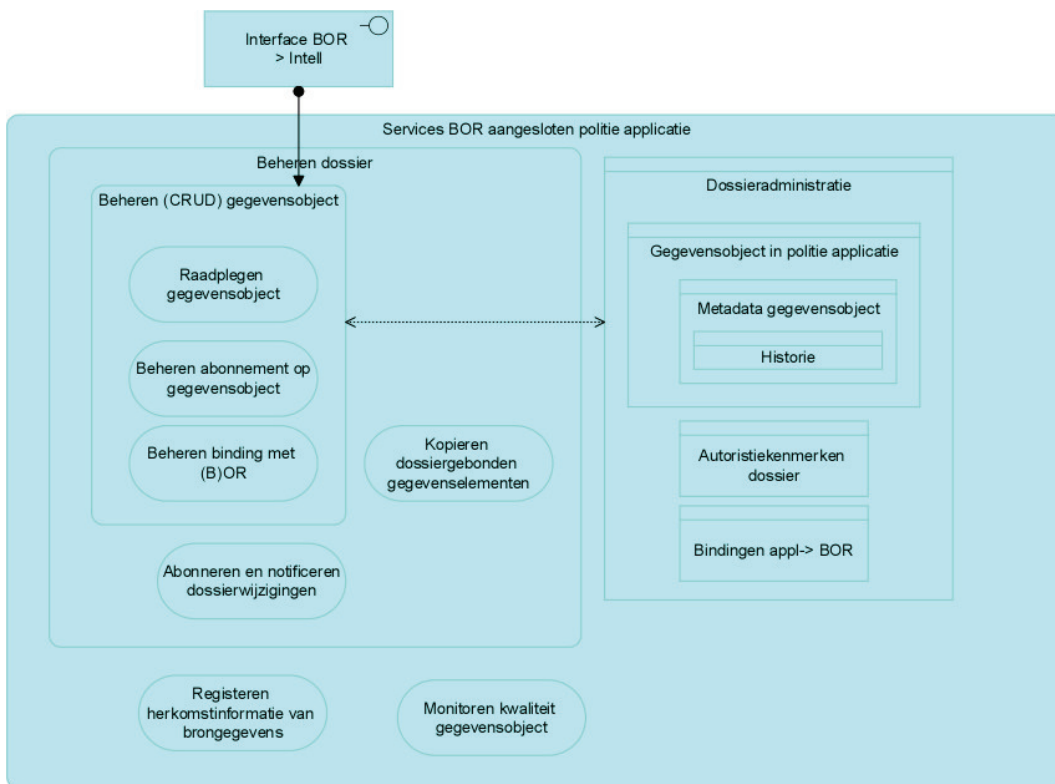 Interface BOR
> Intell
Services BOR aangesloten politie applicatie
Beheren dossier
Beheren (CRUD) gegevensobject
Raadplegen
gegevensobject
Beheren abonnement op
gegevensobject
Beheren binding met
(B)OR
Kopieren
dossiergebonden
gegevenselementen
Abonneren en notificeren
dossierwijzigingen
Dossieradministratie
Gegevensobject in politie applicatie
Metadata gegevensobject
Historie
Autoristiekenmerken
dossier
Bindingen appl-> BOR
Registeren
herkomstinformatie van
brongegevens
Monitoren kwaliteit
gegevensobject